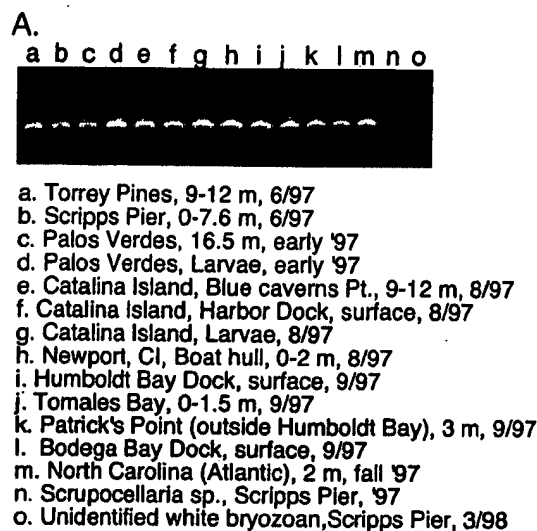 A.
a b c d e f g h i j k l m n o
a. Torrey Pines, 9-12 m, 6/97
b. Scripps Pier, 0-7.6 m, 6/97
c. Palos Verdes, 16.5 m, early '97
d. Palos Verdes, Larvae, early '97
e. Catalina Island, Blue caverns Pt., 9-12 m, 8/97
f. Catalina Island, Harbor Dock, surface, 8/97
g. Catalina Island, Larvae, 8/97
h. Newport, CI, Boat hull, 0-2 m, 8/97
i. Humboldt Bay Dock, surface, 9/97
j. Tomales Bay, 0-1.5 m, 9/97
k. Patrick's Point (outside Humboldt Bay), 3 m, 9/97
l. Bodega Bay Dock, surface, 9/97
m. North Carolina (Atlantic), 2 m, fall '97
n. Scrupocellaria sp., Scripps Pier, '97
o. Unidentified white bryozoan,Scripps Pier, 3/98